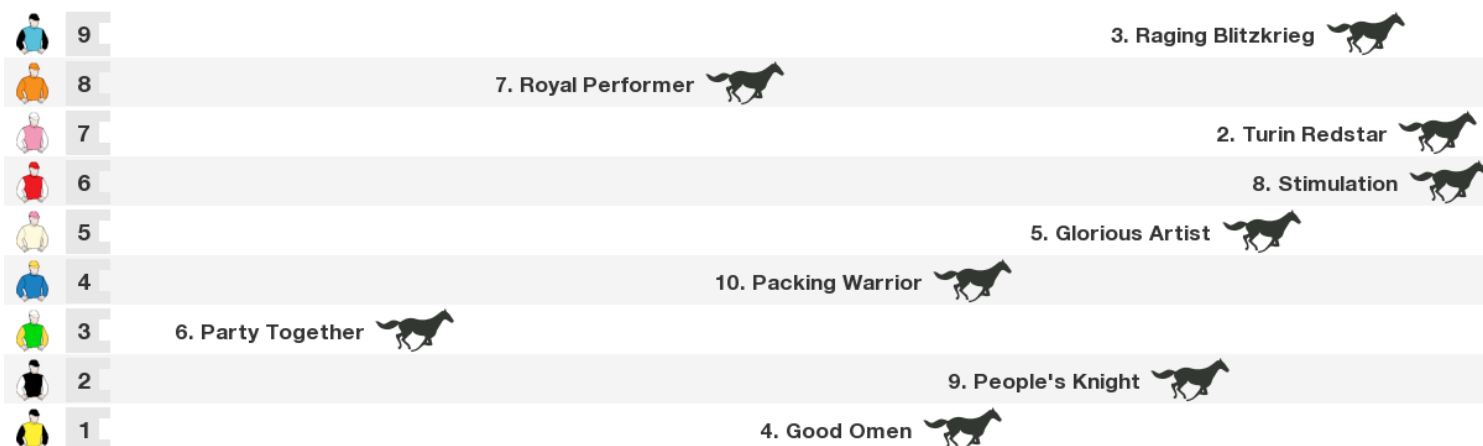 9 3. Raging Blitzkrieg
8 7. Royal Performer
7 2. Turin Redstar
6 8. Stimulation
5 5. Glorious Artist
4 10. Packing Warrior
3 6. Party Together
2 9. People's Knight
1 4. Good Omen